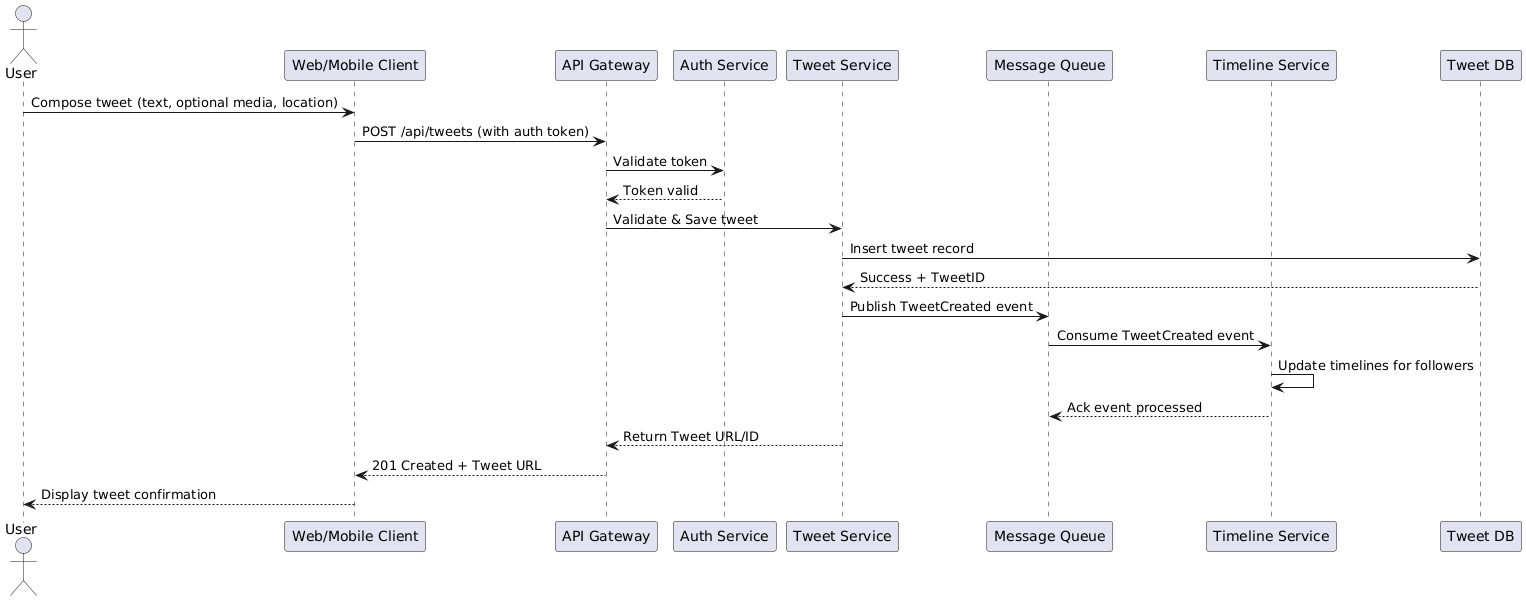 User
Web/Mobile Client
API Gateway
Auth Service
Tweet Service
Message Queue
Timeline Service
Tweet DB
Compose tweet (text, optional media, location)
POST /api/tweets (with auth token)
Validate token
Token valid
Validate & Save tweet
Insert tweet record
Success + TweetID
Publish TweetCreated event
Consume TweetCreated event
Update timelines for followers
Ack event processed
Return Tweet URL/ID
201 Created + Tweet URL
Display tweet confirmation
User
Web/Mobile Client
API Gateway
Auth Service
Tweet Service
Message Queue
Timeline Service
Tweet DB